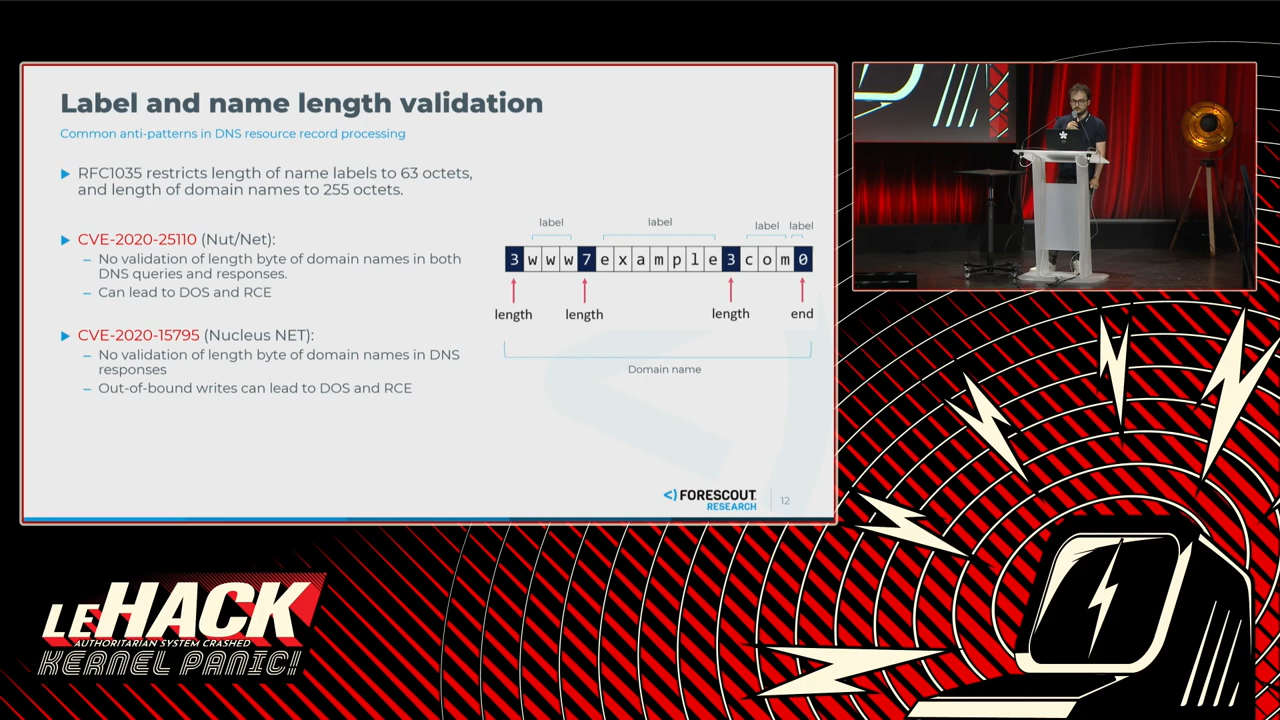 Label and name length validation
Common anti-patterns in DNS resource record processing
RFC1035 restricts length of name labels to 63 octets,
and length of domain names to 255 octets.
CVE-2020-25110 (Nut/Net):
– No validation of length byte of domain names in both
DNS queries and responses.
– Can lead to DOS and RCE
CVE-2020-15795 (Nucleus NET):
– No validation of length byte of domain names in DNS
responses
– Out-of-bound writes can lead to DOS and RCE
label label label label
3www7example3com0
length length length end
Domain name
<) FORESCOUT
RESEARCH
12
LEHACK
AUTHORITARIAN SYSTEM CRASHED
KERNEL PANIC!